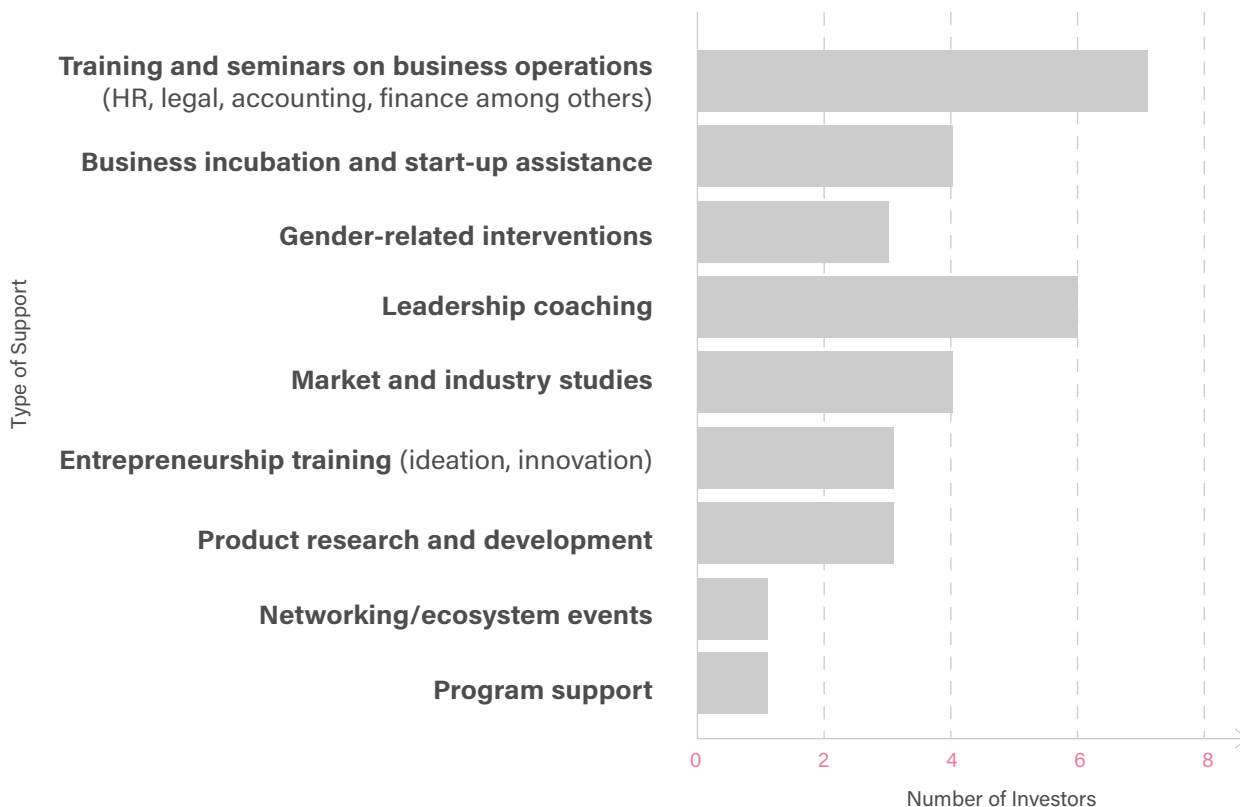 Training and seminars on business operations
(HR, legal, accounting, finance among others)
Business incubation and start-up assistance
Gender-related interventions
Leadership coaching
Market and industry studies
Entrepreneurship training (ideation, innovation)
Product research and development
Networking/ecosystem events
Program support
Type of Support
0 2 4 6 8
Number of Investors